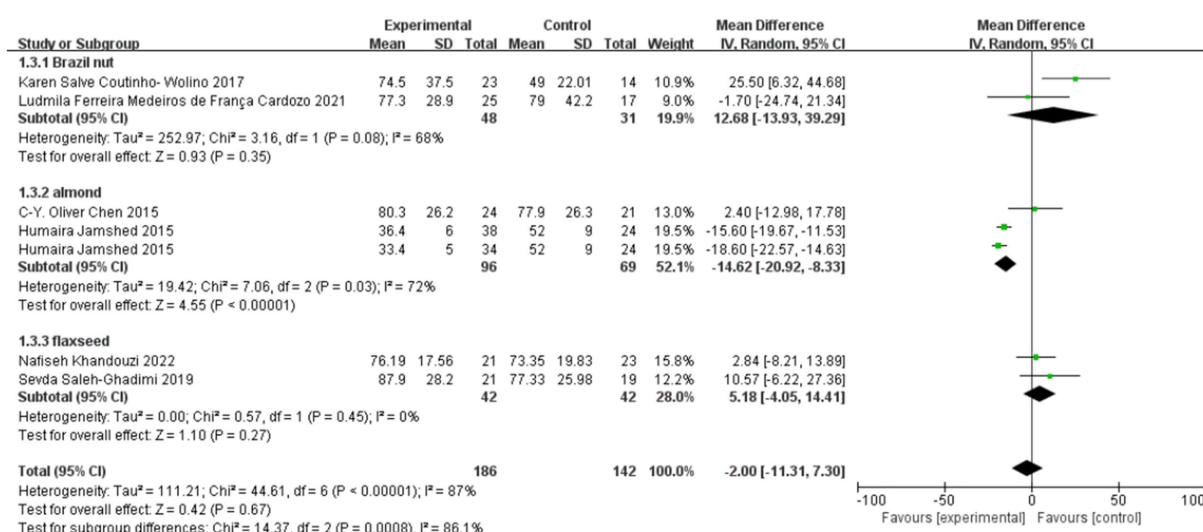 Experimental Control Mean Difference Mean Difference
Study or Subgroup Mean SD Total Mean SD Total Weight IV, Random, 95% CI IV, Random, 95% CI
1.3.1 Brazil nut
Karen Salve Coutinho- Wolino 2017 74.5 37.5 23 49 22.01 14 10.9% 25.50 [6.32, 44.68]
Ludmila Ferreira Medeiros de França Cardozo 2021 77.3 28.9 25 79 42.2 17 9.0% -1.70 [-24.74, 21.34]
Subtotal (95% CI) 48 31 19.9% 12.68 [-13.93, 39.29]
Heterogeneity: Tau² = 252.97; Chi² = 3.16, df = 1 (P = 0.08); I² = 68%
Test for overall effect: Z = 0.93 (P = 0.35)
1.3.2 almond
C-Y. Oliver Chen 2015 80.3 26.2 24 77.9 26.3 21 13.0% 2.40 [-12.98, 17.78]
Humaira Jamshed 2015 36.4 6 38 52 9 24 19.5% -15.60 [-19.67, -11.53]
Humaira Jamshed 2015 33.4 5 34 52 9 24 19.5% -18.60 [-22.57, -14.63]
Subtotal (95% CI) 96 69 52.1% -14.62 [-20.92, -8.33]
Heterogeneity: Tau² = 19.42; Chi² = 7.06, df = 2 (P = 0.03); I² = 72%
Test for overall effect: Z = 4.55 (P < 0.00001)
1.3.3 flaxseed
Nafiseh Khandouzi 2022 76.19 17.56 21 73.35 19.83 23 15.8% 2.84 [-8.21, 13.89]
Sevda Saleh-Ghadimi 2019 87.9 28.2 21 77.33 25.98 19 12.2% 10.57 [-6.22, 27.36]
Subtotal (95% CI) 42 42 28.0% 5.18 [-4.05, 14.41]
Heterogeneity: Tau² = 0.00; Chi² = 0.57, df = 1 (P = 0.45); I² = 0%
Test for overall effect: Z = 1.10 (P = 0.27)
Total (95% CI) 186 142 100.0% -2.00 [-11.31, 7.30]
Heterogeneity: Tau² = 111.21; Chi² = 44.61, df = 6 (P < 0.00001); I² = 87%
Test for overall effect: Z = 0.42 (P = 0.67)
Test for subgroup differences: Chi² = 14.37, df = 2 (P = 0.0008), I² = 86.1%
-100 -50 0 50 100
Favours [experimental] Favours [control]